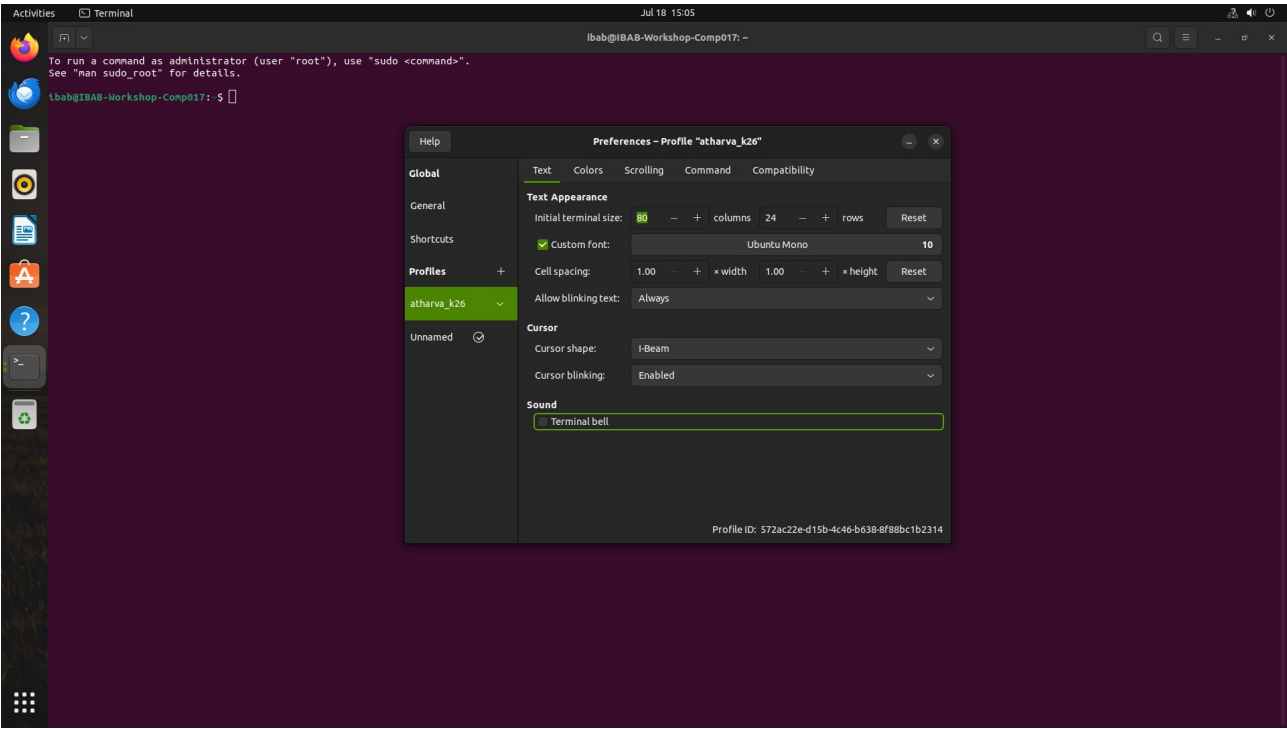 Activities Terminal Jul 18 15:05
ibab@IBAB-Workshop-Comp017: ~
To run a command as administrator (user "root"), use "sudo <command>".
See "man sudo_root" for details.
ibab@IBAB-Workshop-Comp017:~$
Help Preferences – Profile “atharva_k26”
Global
General
Shortcuts
Profiles +
atharva_k26
Unnamed
Text Colors Scrolling Command Compatibility
Text Appearance
Initial terminal size: 80 – + columns 24 – + rows Reset
Custom font: Ubuntu Mono 10
Cell spacing: 1.00 – + × width 1.00 – + × height Reset
Allow blinking text: Always
Cursor
Cursor shape: I-Beam
Cursor blinking: Enabled
Sound
Terminal bell
Profile ID: 572ac22e-d15b-4c46-b638-8f88bc1b2314